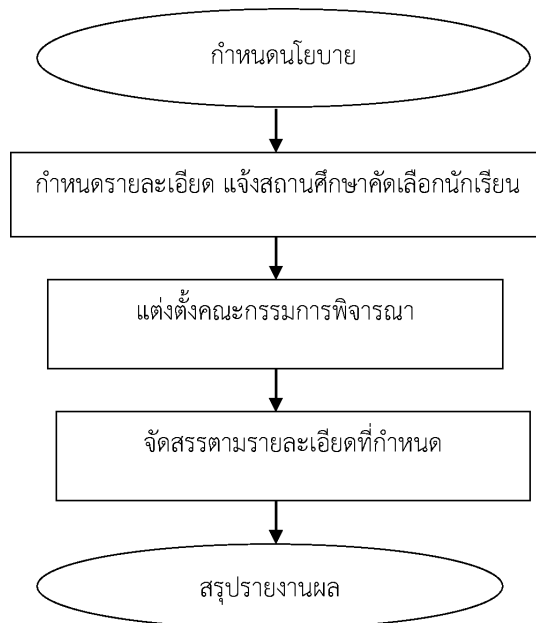 กำหนดนโยบาย
กำหนดรายละเอียด แจ้งสถานศึกษาคัดเลือกนักเรียน
แต่งตั้งคณะกรรมการพิจารณา
จัดสรรตามรายละเอียดที่กำหนด
สรุปรายงานผล